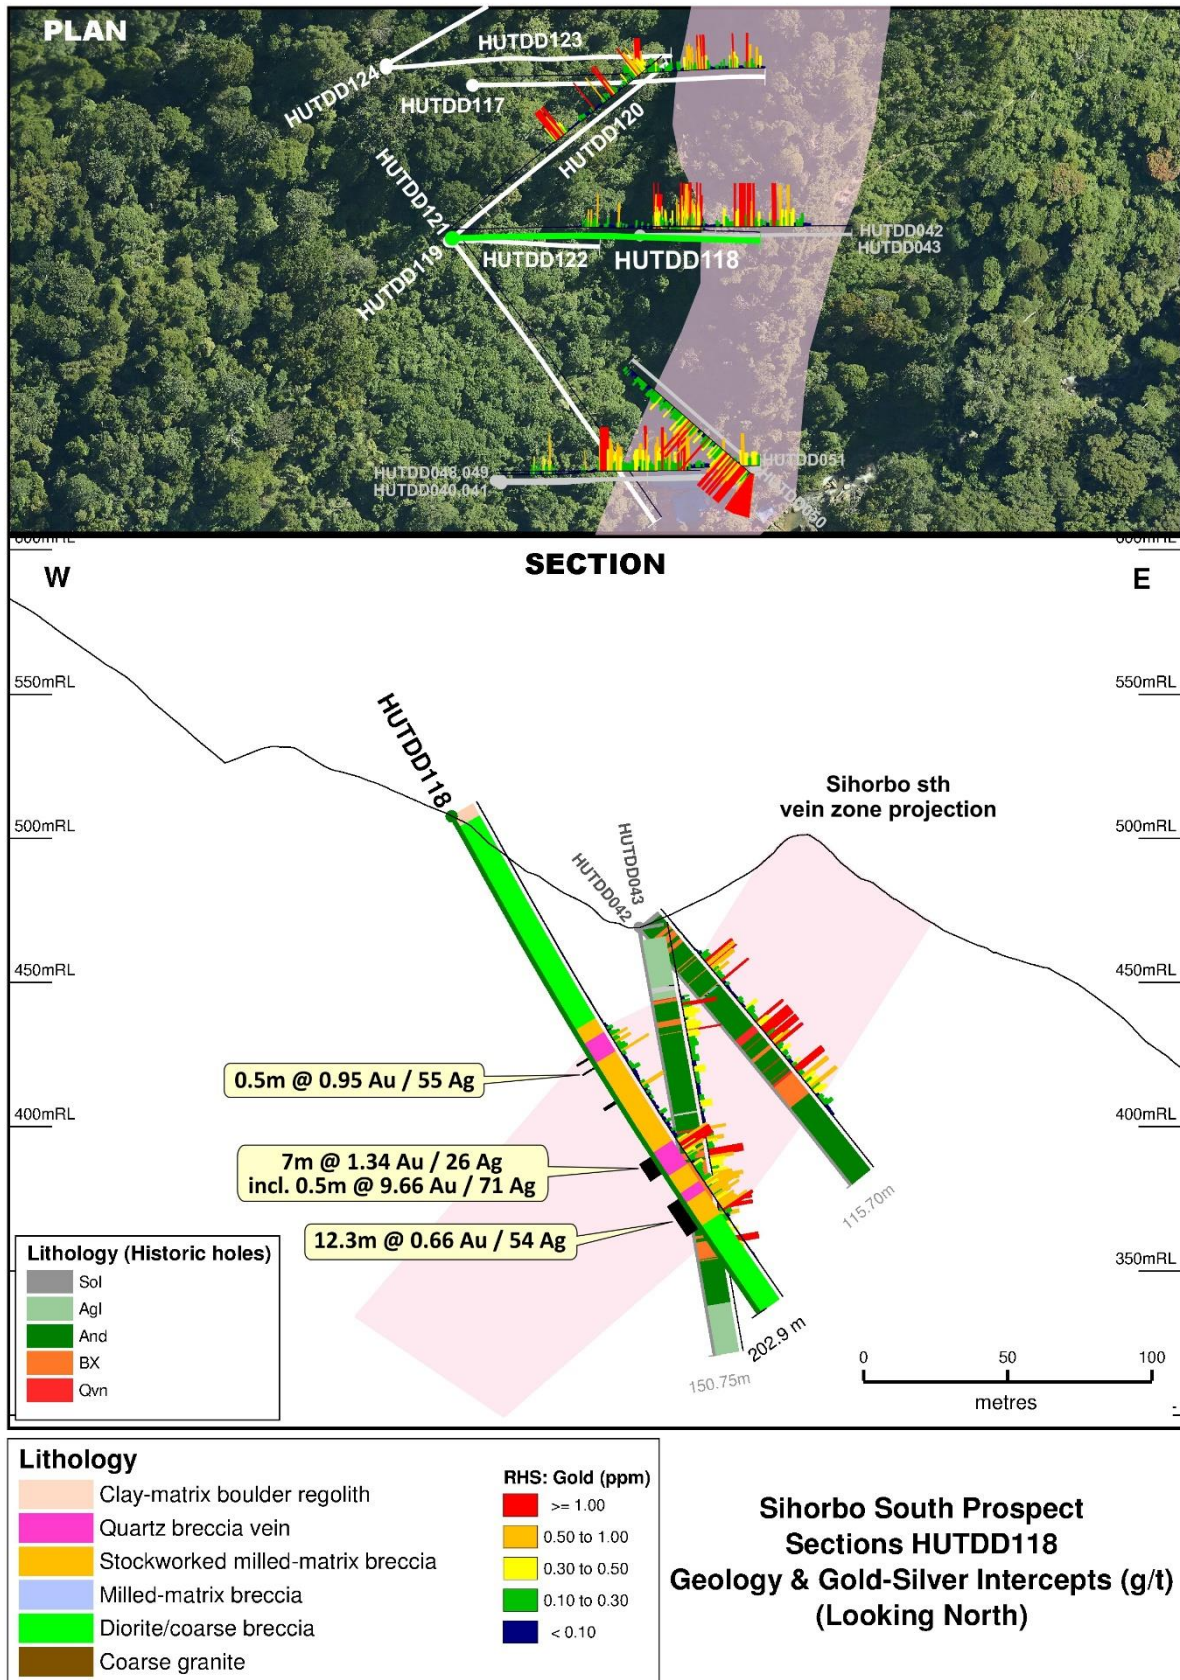 PLAN
HUTDD123
HUTDD124
HUTDD117
HUTDD120
HUTDD121
HUTDD119
HUTDD122
HUTDD118
HUTDD042
HUTDD043
HUTDD048,049
HUTDD040,041
HUTDD051
HUTDD050
600mRL
600mRL
W
SECTION
E
550mRL
550mRL
HUTDD118
Sihorbo sth
vein zone projection
500mRL
500mRL
HUTDD043
HUTDD042
450mRL
450mRL
0.5m @ 0.95 Au / 55 Ag
400mRL
400mRL
7m @ 1.34 Au / 26 Ag
incl. 0.5m @ 9.66 Au / 71 Ag
115.70m
12.3m @ 0.66 Au / 54 Ag
Lithology (Historic holes)
Sol
Agl
And
BX
Qvn
350mRL
202.9 m
150.75m
0 50 100
metres
Lithology
Clay-matrix boulder regolith
Quartz breccia vein
Stockworked milled-matrix breccia
Milled-matrix breccia
Diorite/coarse breccia
Coarse granite
RHS: Gold (ppm)
>= 1.00
0.50 to 1.00
0.30 to 0.50
0.10 to 0.30
< 0.10
Sihorbo South Prospect
Sections HUTDD118
Geology & Gold-Silver Intercepts (g/t)
(Looking North)